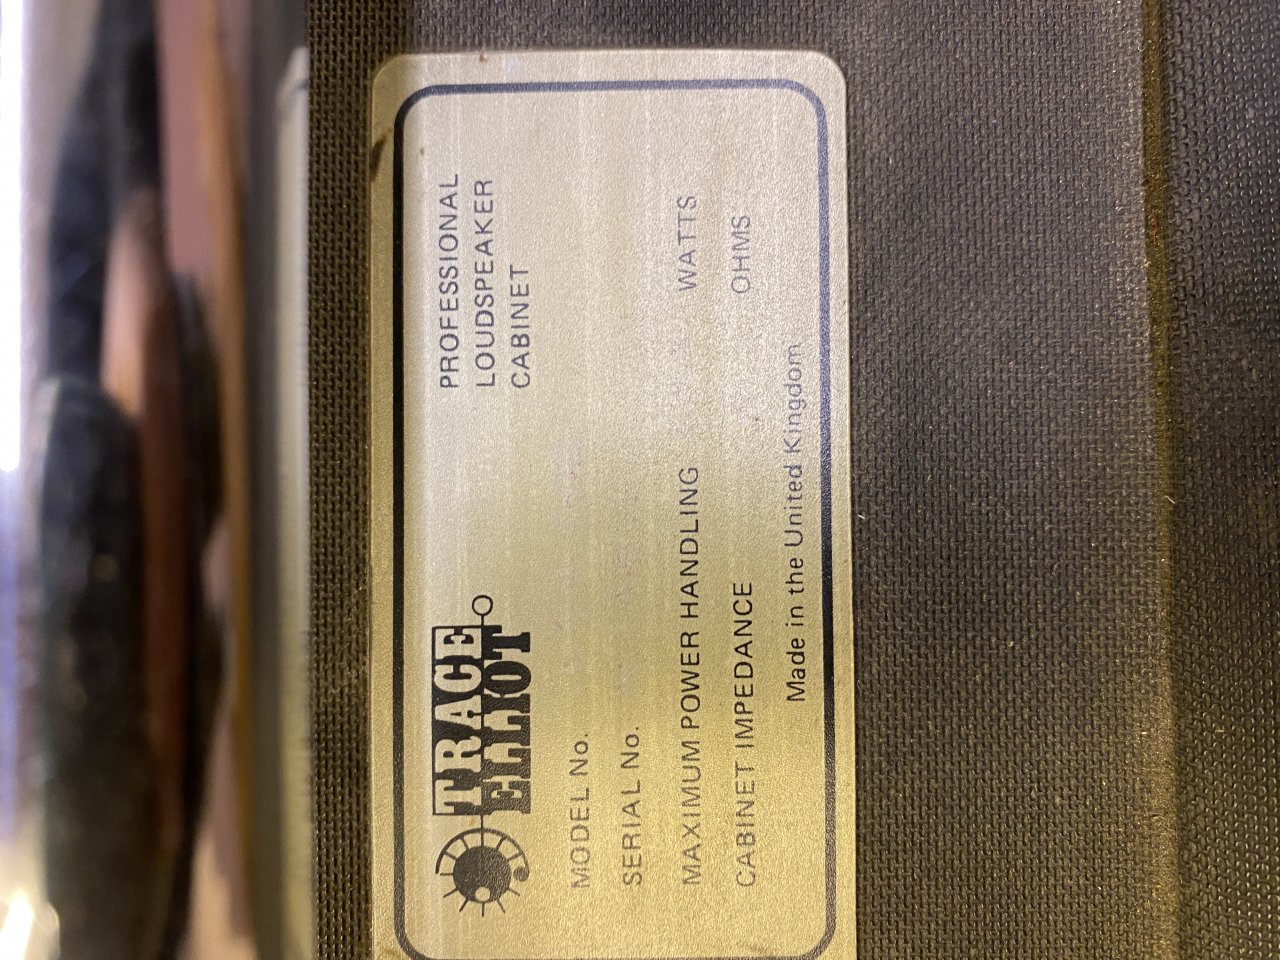 TRACE
ELLIOT
PROFESSIONAL
LOUDSPEAKER
CABINET
MODEL No.
SERIAL No.
MAXIMUM POWER HANDLING WATTS
CABINET IMPEDANCE OHMS
Made in the United Kingdom